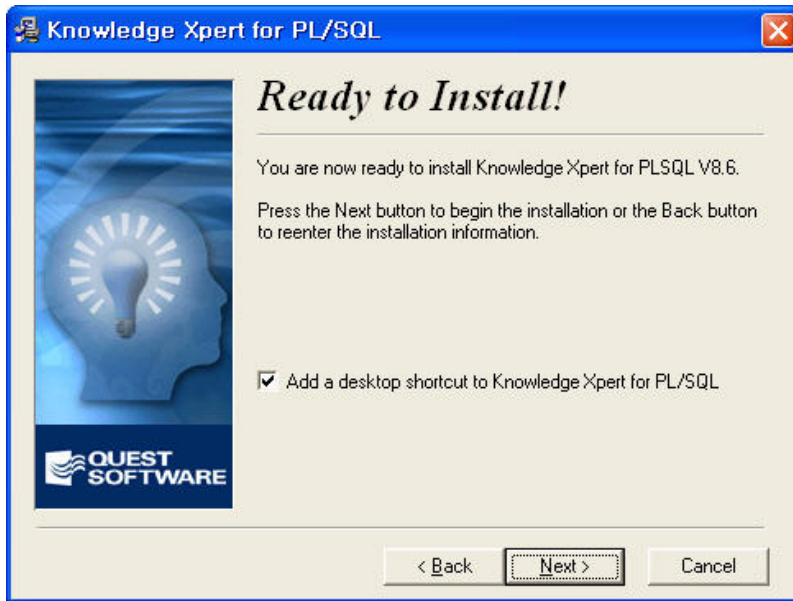 Knowledge Xpert for PL/SQL
Ready to Install!
You are now ready to install Knowledge Xpert for PLSQL V8.6.
Press the Next button to begin the installation or the Back button
to reenter the installation information.
Add a desktop shortcut to Knowledge Xpert for PL/SQL
QUEST
SOFTWARE
< Back Next > Cancel